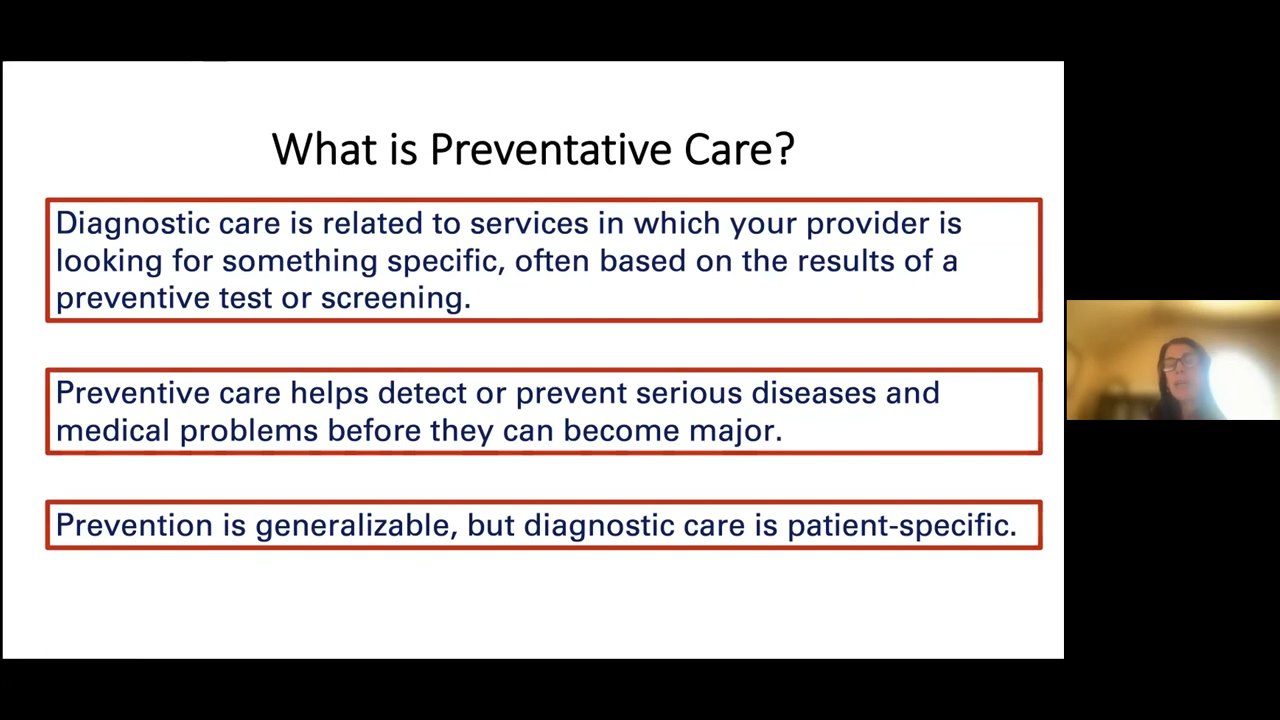 What is Preventative Care?
Diagnostic care is related to services in which your provider is
looking for something specific, often based on the results of a
preventive test or screening.
Preventive care helps detect or prevent serious diseases and
medical problems before they can become major.
Prevention is generalizable, but diagnostic care is patient-specific.